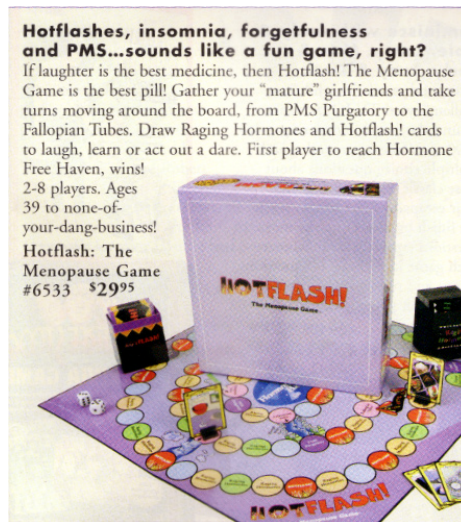 Hotflashes, insomnia, forgetfulness
and PMS...sounds like a fun game, right?
If laughter is the best medicine, then Hotflash! The Menopause
Game is the best pill! Gather your "mature" girlfriends and take
turns moving around the board, from PMS Purgatory to the
Fallopian Tubes. Draw Raging Hormones and Hotflash! cards
to laugh, learn or act out a dare. First player to reach Hormone
Free Haven, wins!
2-8 players. Ages
39 to none-of-
your-dang-business!
Hotflash: The
Menopause Game
#6533 $2995
HOTFLASH!
The Menopause Game
HOTFLASH!